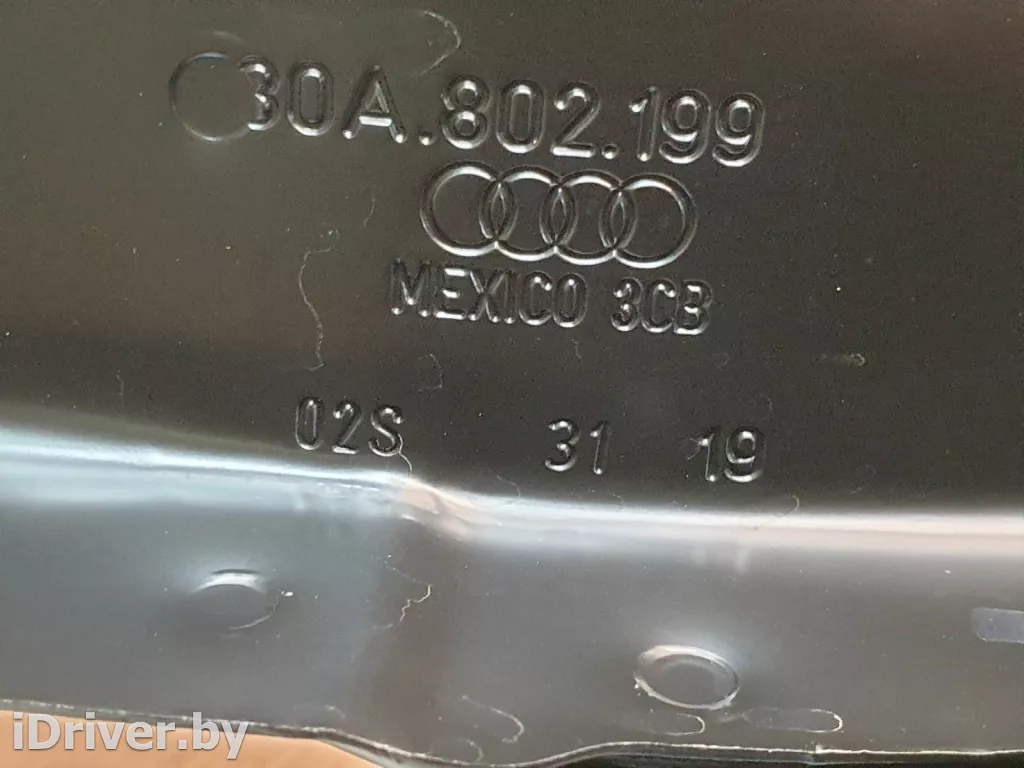 30A.802.199
MEXICO 3CB
02S 31 19
iDriver.by